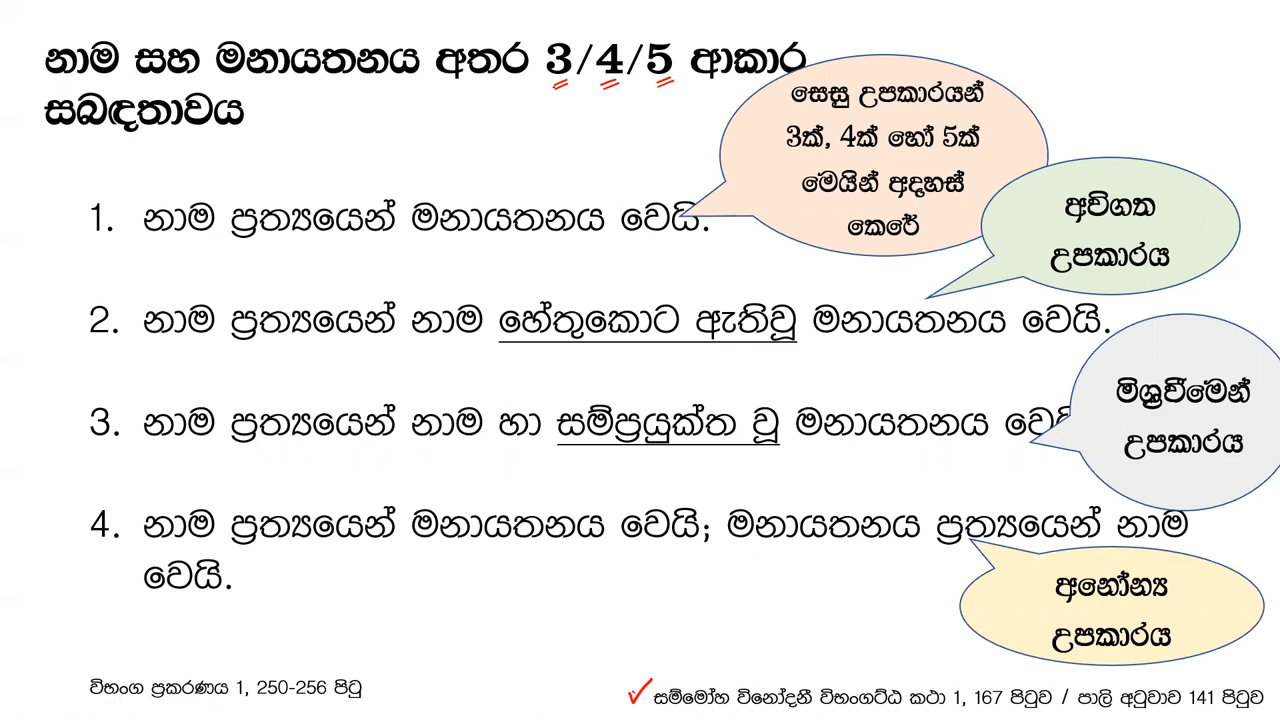 නාම සහ මනායතනය අතර 3/4/5 ආකාර
සබඳතාවය
සෙසු උපකාරයන්
3ක්, 4ක් හෝ 5ක්
මෙයින් අදහස්
කෙරේ
1. නාම ප්‍රත්‍යයෙන් මනායතනය වෙයි.
අවිගත
උපකාරය
2. නාම ප්‍රත්‍යයෙන් නාම හේතුකොට ඇතිවූ මනායතනය වෙයි.
මිශ්‍රවීමෙන්
උපකාරය
3. නාම ප්‍රත්‍යයෙන් නාම හා සම්ප්‍රයුක්ත වූ මනායතනය
4. නාම ප්‍රත්‍යයෙන් මනායතනය වෙයි; මනායතනය ප්‍රත්‍යයෙන් නාම
වෙයි.
අනෝන්‍ය
උපකාරය
විභංග ප්‍රකරණය 1, 250-256 පිටු
සම්මෝහ විනෝදනී විභංගට්ඨ කථා 1, 167 පිටුව / පාලි අටුවාව 141 පිටුව